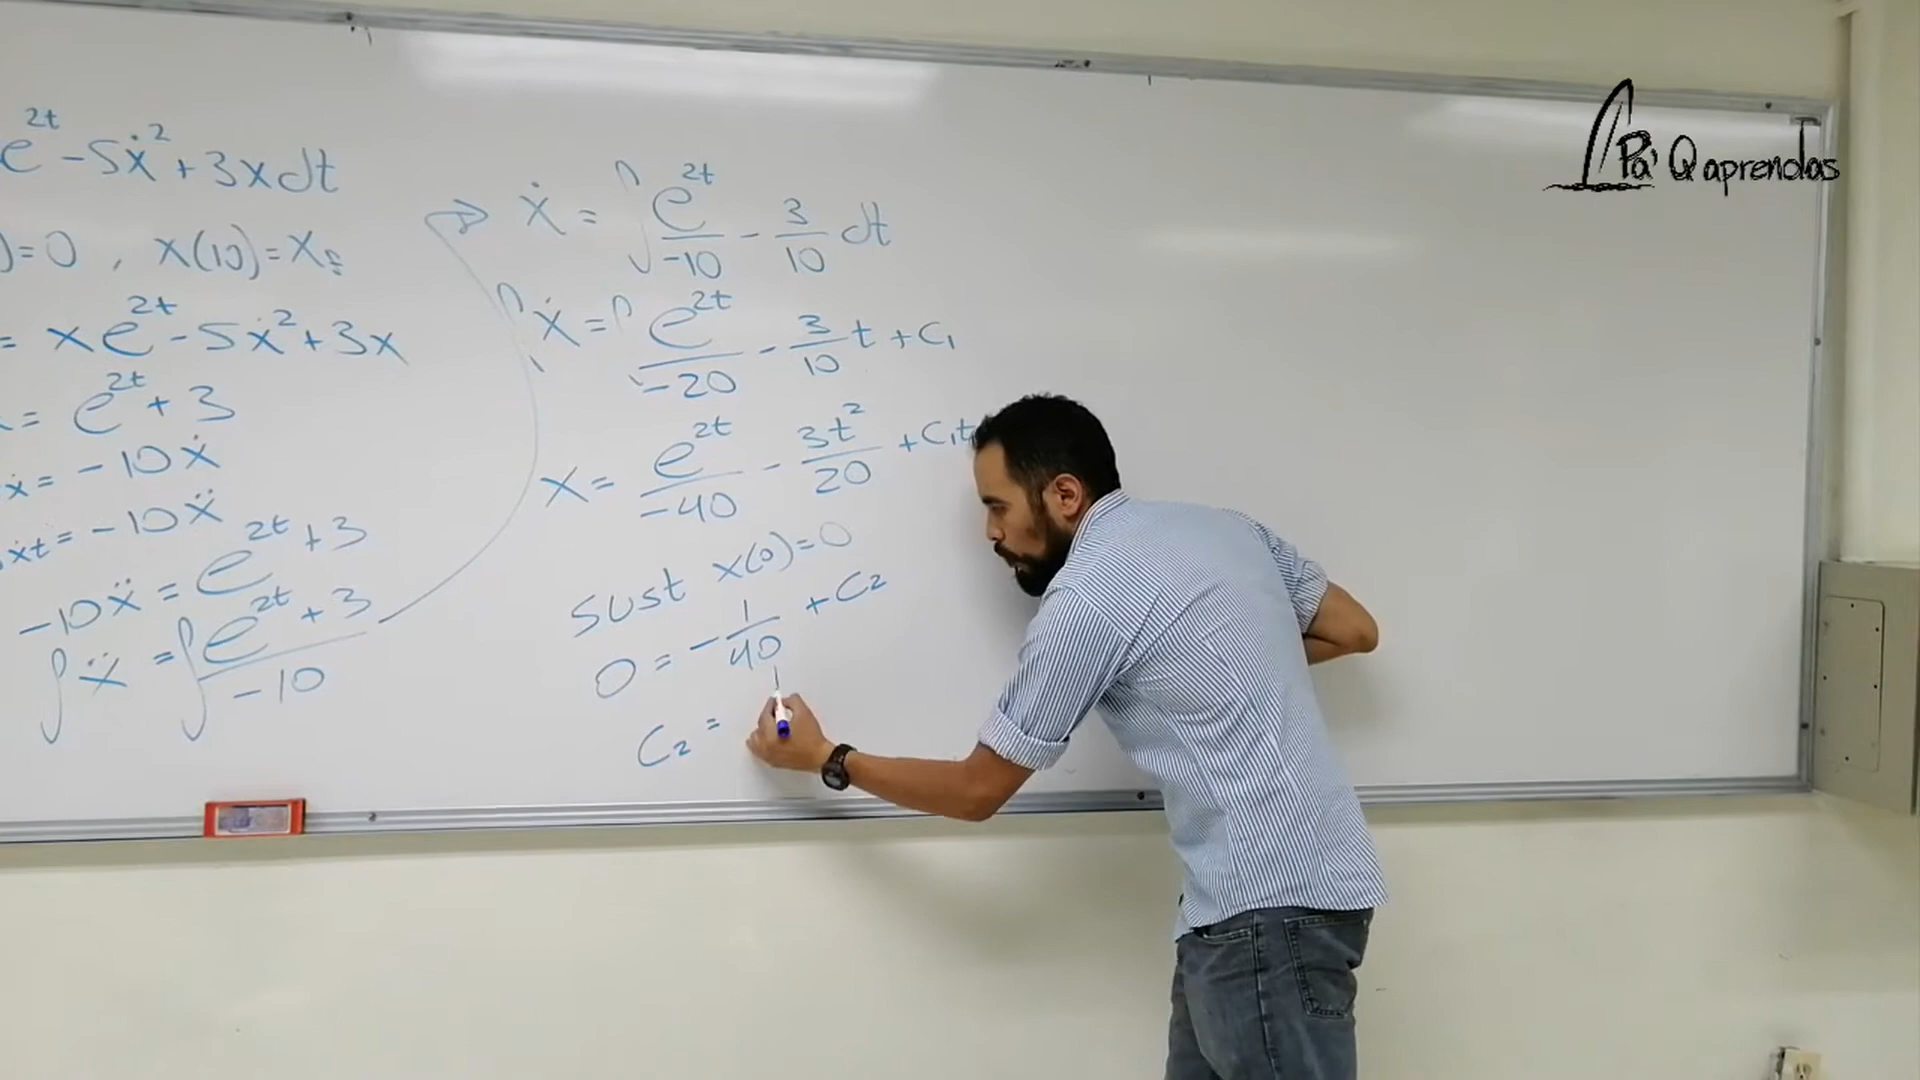 e^{2t} - 5ẋ² + 3x dt
)=0 , x(10)=X
= xe^{2t} - 5ẋ² + 3x
= e^{2t} + 3
ẋ = -10ẋ
ẋt = -10ẍ
-10ẍ = e^{2t} + 3
∫ẍ = ∫ e^{2t} + 3 / -10
ẋ = ∫ e^{2t} / -10 - 3/10 dt
∫ẋ = ∫ e^{2t} / -20 - 3/10 t + C₁
x = e^{2t} / -40 - 3t² / 20 + C₁t
Sust x(0)=0
0 = -1/40 + C₂
C₂ =
Pa' Q aprendas